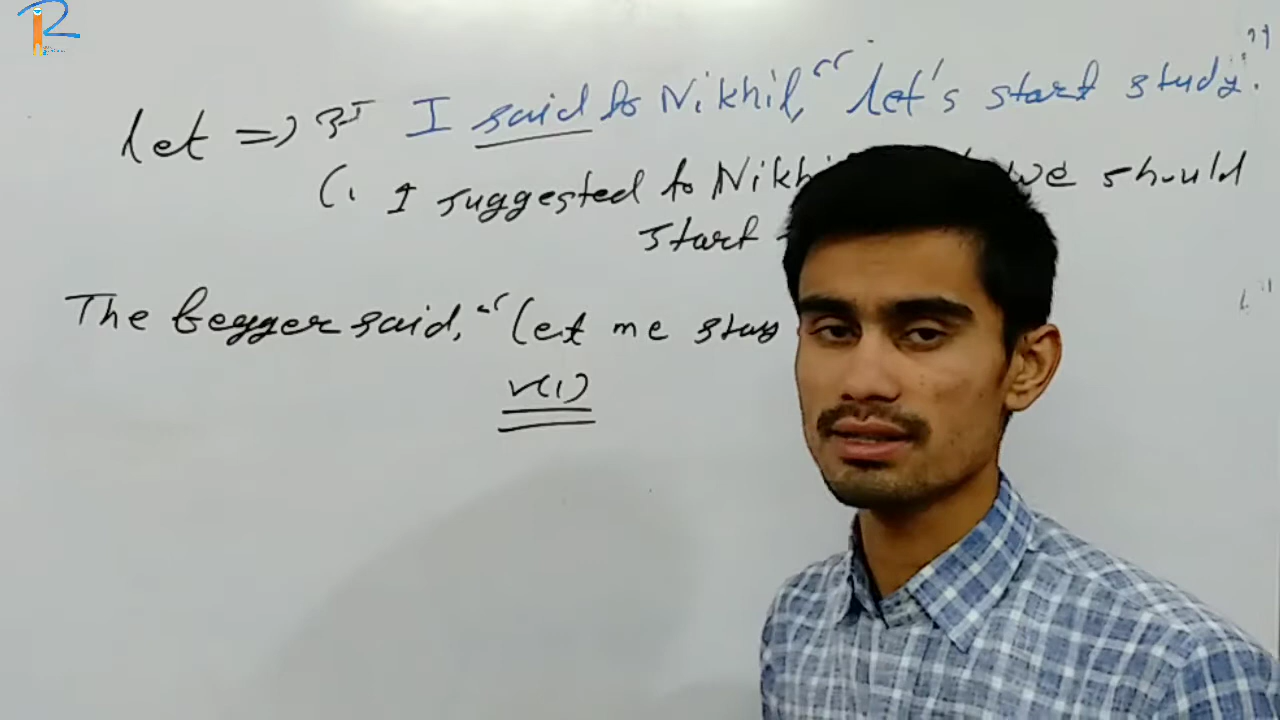 let => I said to Nikhil, "let's start study."
(. I suggested to Nikh we should
start
The begger said, "let me stay
v(1)